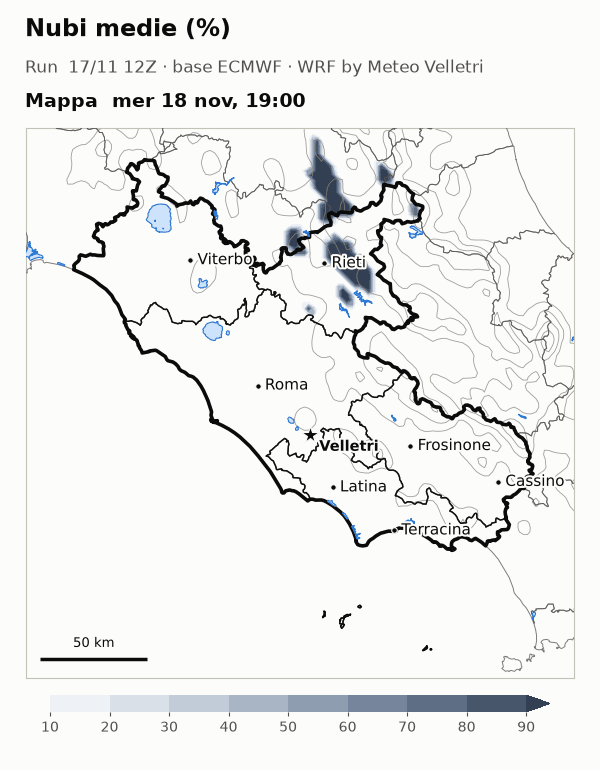 Nubi medie (%)
Run  17/11 12Z · base ECMWF · WRF by Meteo Velletri
Mappa  mer 18 nov, 19:00
Viterbo
Rieti
Roma
Velletri
Frosinone
Latina
Cassino
Terracina
50 km
10 20 30 40 50 60 70 80 90